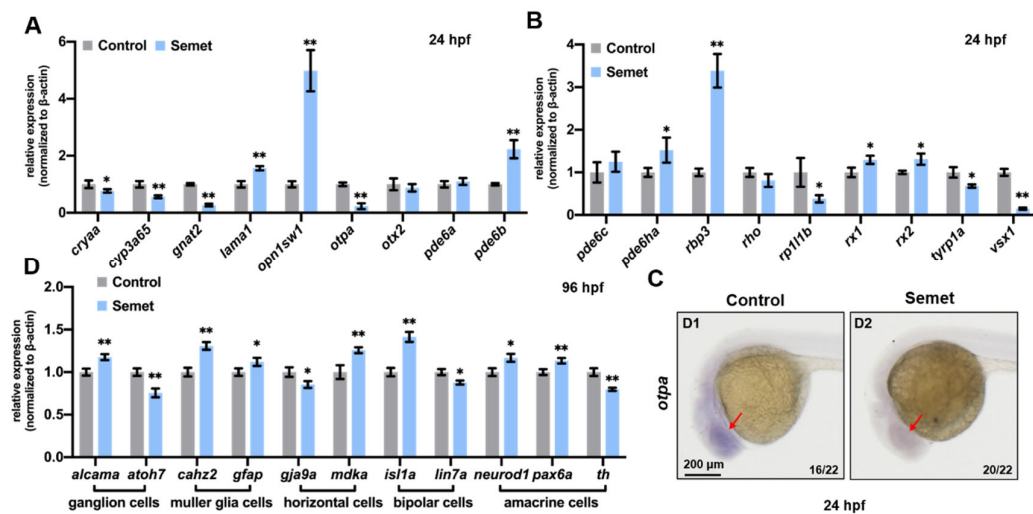 A
Control Semet
24 hpf
relative expression
(normalized to β-actin)
6
4
2
0
** ** ** * ** ** **
cryaa cyp3a65 gnat2 lama1 opn1sw1 otpa otx2 pde6a pde6b
B
Control
Semet
24 hpf
relative expression
(normalized to β-actin)
4
3
2
1
0
* ** * * * * **
pde6c pde6ha rbp3 rho rp1l1b rx1 rx2 tyrp1a vsx1
D
Control
Semet
96 hpf
relative expression
(normalized to β-actin)
2.0
1.5
1.0
0.5
0.0
** ** ** * * ** ** * * ** **
alcama atoh7 cahz2 gfap gja9a mdka isl1a lin7a neurod1 pax6a th
ganglion cells muller glia cells horizontal cells bipolar cells amacrine cells
C
Control Semet
otpa
D1
200 μm
16/22
D2
20/22
24 hpf